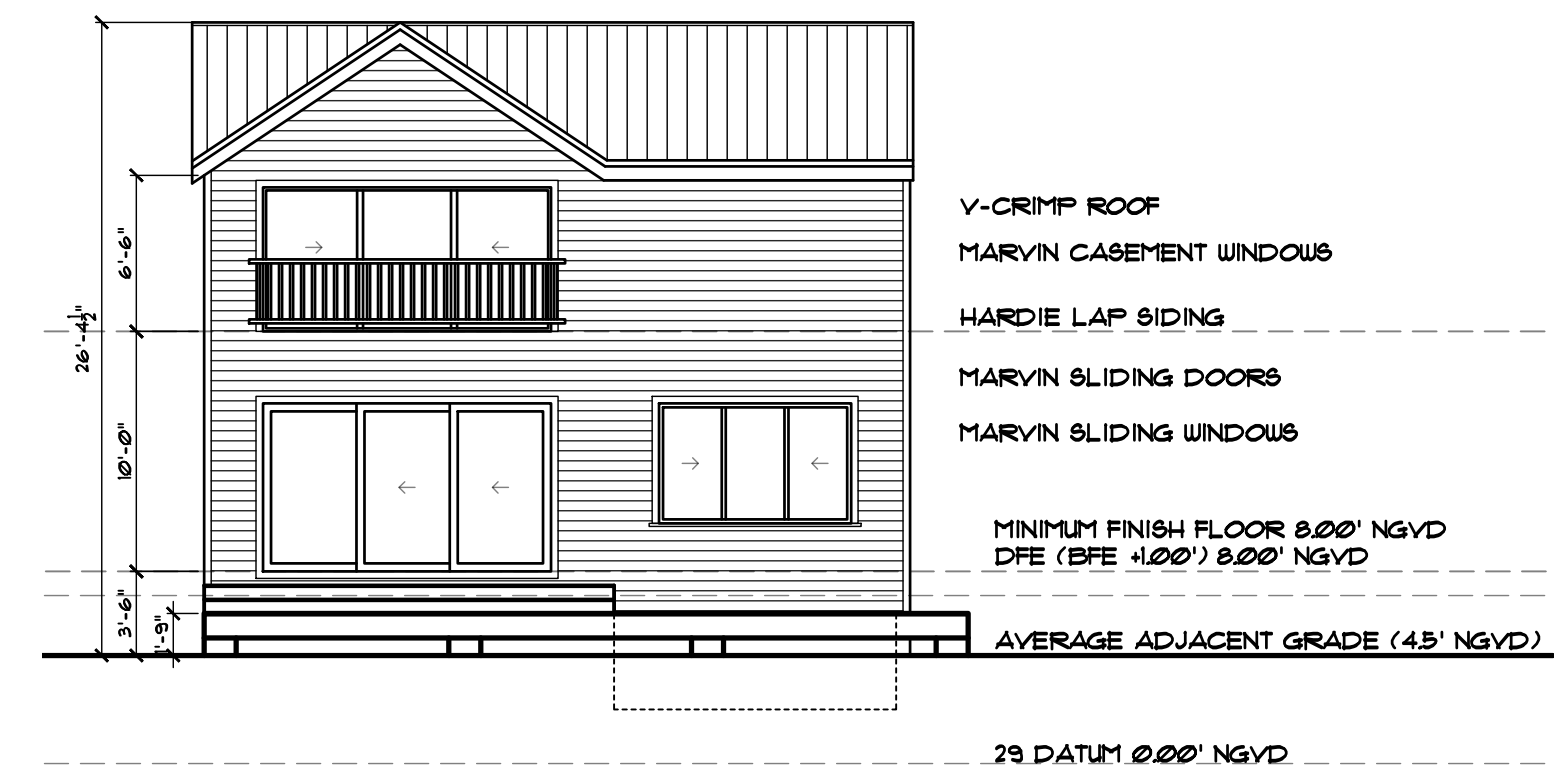 V-CRIMP ROOF
MARVIN CASEMENT WINDOWS
6'-6"
26'-4½"
HARDIE LAP SIDING
MARVIN SLIDING DOORS
10'-0"
MARVIN SLIDING WINDOWS
MINIMUM FINISH FLOOR 8.00' NGVD
DFE (BFE +1.00') 8.00' NGVD
3'-6"
1'-9"
AVERAGE ADJACENT GRADE (4.5' NGVD)
29 DATUM 0.00' NGVD